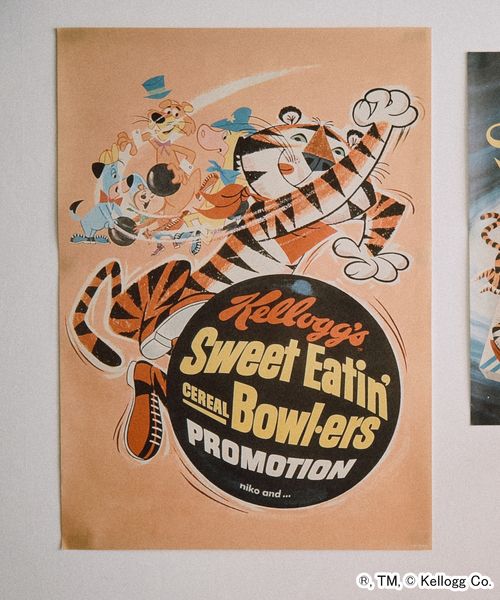 Kellogg's
Sweet Eatin'
CEREAL Bowl·ers
PROMOTION
niko and ...
®, TM, © Kellogg Co.